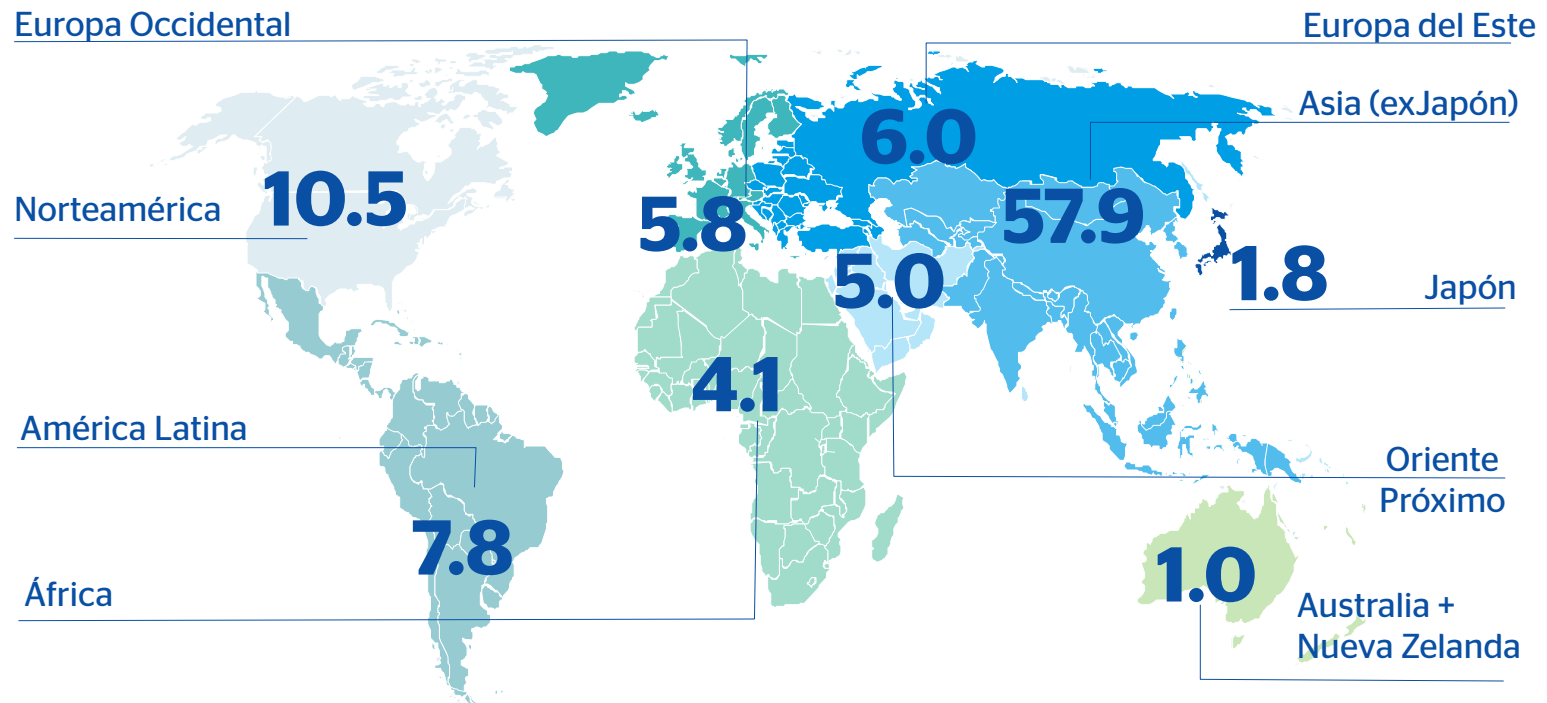 Europa Occidental
Europa del Este
Asia (exJapón)
6.0
Norteamérica
10.5
5.8
57.9
5.0
1.8
Japón
4.1
América Latina
Oriente
Próximo
7.8
1.0
África
Australia +
Nueva Zelanda